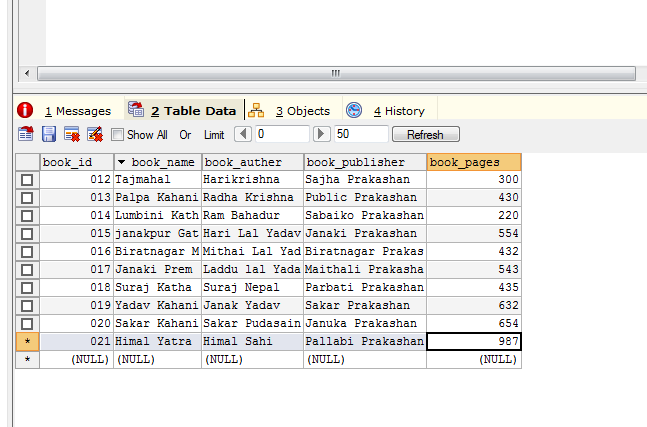 1 Messages 2 Table Data 3 Objects 4 History
Show All Or Limit 0 50 Refresh
book_id book_name book_auther book_publisher book_pages
012 Tajmahal Harikrishna Sajha Prakashan 300
013 Palpa Kahani Radha Krishna Public Prakashan 430
014 Lumbini Kath Ram Bahadur Sabaiko Prakashan 220
015 janakpur Gat Hari Lal Yadav Janaki Prakashan 554
016 Biratnagar M Mithai Lal Yad Biratnagar Prakas 432
017 Janaki Prem Laddu lal Yada Maithali Prakasha 543
018 Suraj Katha Suraj Nepal Parbati Prakashan 435
019 Yadav Kahani Janak Yadav Sakar Prakashan 632
020 Sakar Kahani Sakar Pudasain Januka Prakashan 654
* 021 Himal Yatra Himal Sahi Pallabi Prakashan 987
* (NULL) (NULL) (NULL) (NULL) (NULL)